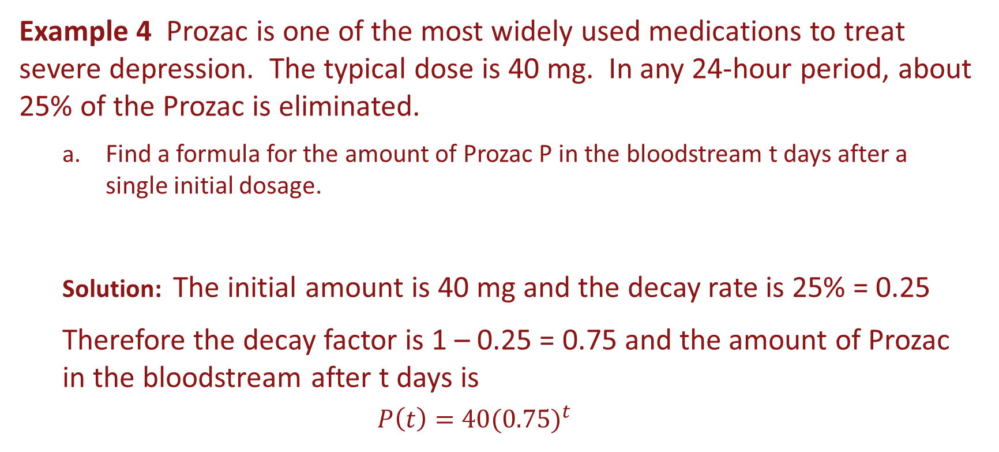 Example 4  Prozac is one of the most widely used medications to treat
severe depression.  The typical dose is 40 mg.  In any 24-hour period, about
25% of the Prozac is eliminated.
a. Find a formula for the amount of Prozac P in the bloodstream t days after a
single initial dosage.
Solution:  The initial amount is 40 mg and the decay rate is 25% = 0.25
Therefore the decay factor is 1 – 0.25 = 0.75 and the amount of Prozac
in the bloodstream after t days is
P(t) = 40(0.75)^t